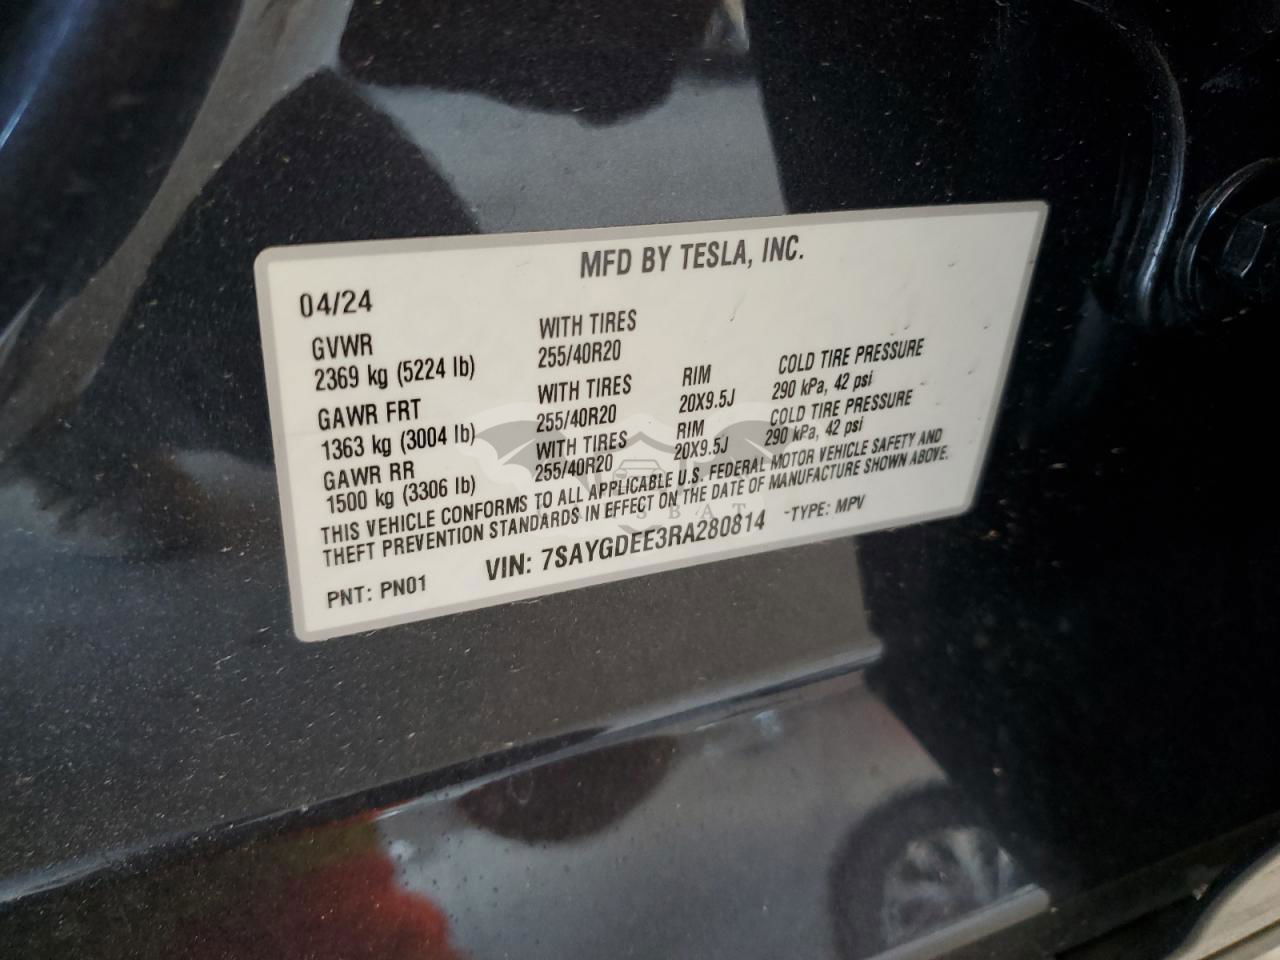 MFD BY TESLA, INC.
04/24
GVWR WITH TIRES
2369 kg (5224 lb) 255/40R20
GAWR FRT WITH TIRES RIM COLD TIRE PRESSURE
1363 kg (3004 lb) 255/40R20 20X9.5J 290 kPa, 42 psi
GAWR RR WITH TIRES RIM COLD TIRE PRESSURE
1500 kg (3306 lb) 255/40R20 20X9.5J 290 kPa, 42 psi
THIS VEHICLE CONFORMS TO ALL APPLICABLE U.S. FEDERAL MOTOR VEHICLE SAFETY AND
THEFT PREVENTION STANDARDS IN EFFECT ON THE DATE OF MANUFACTURE SHOWN ABOVE.
PNT: PN01 VIN: 7SAYGDEE3RA280814 -TYPE: MPV